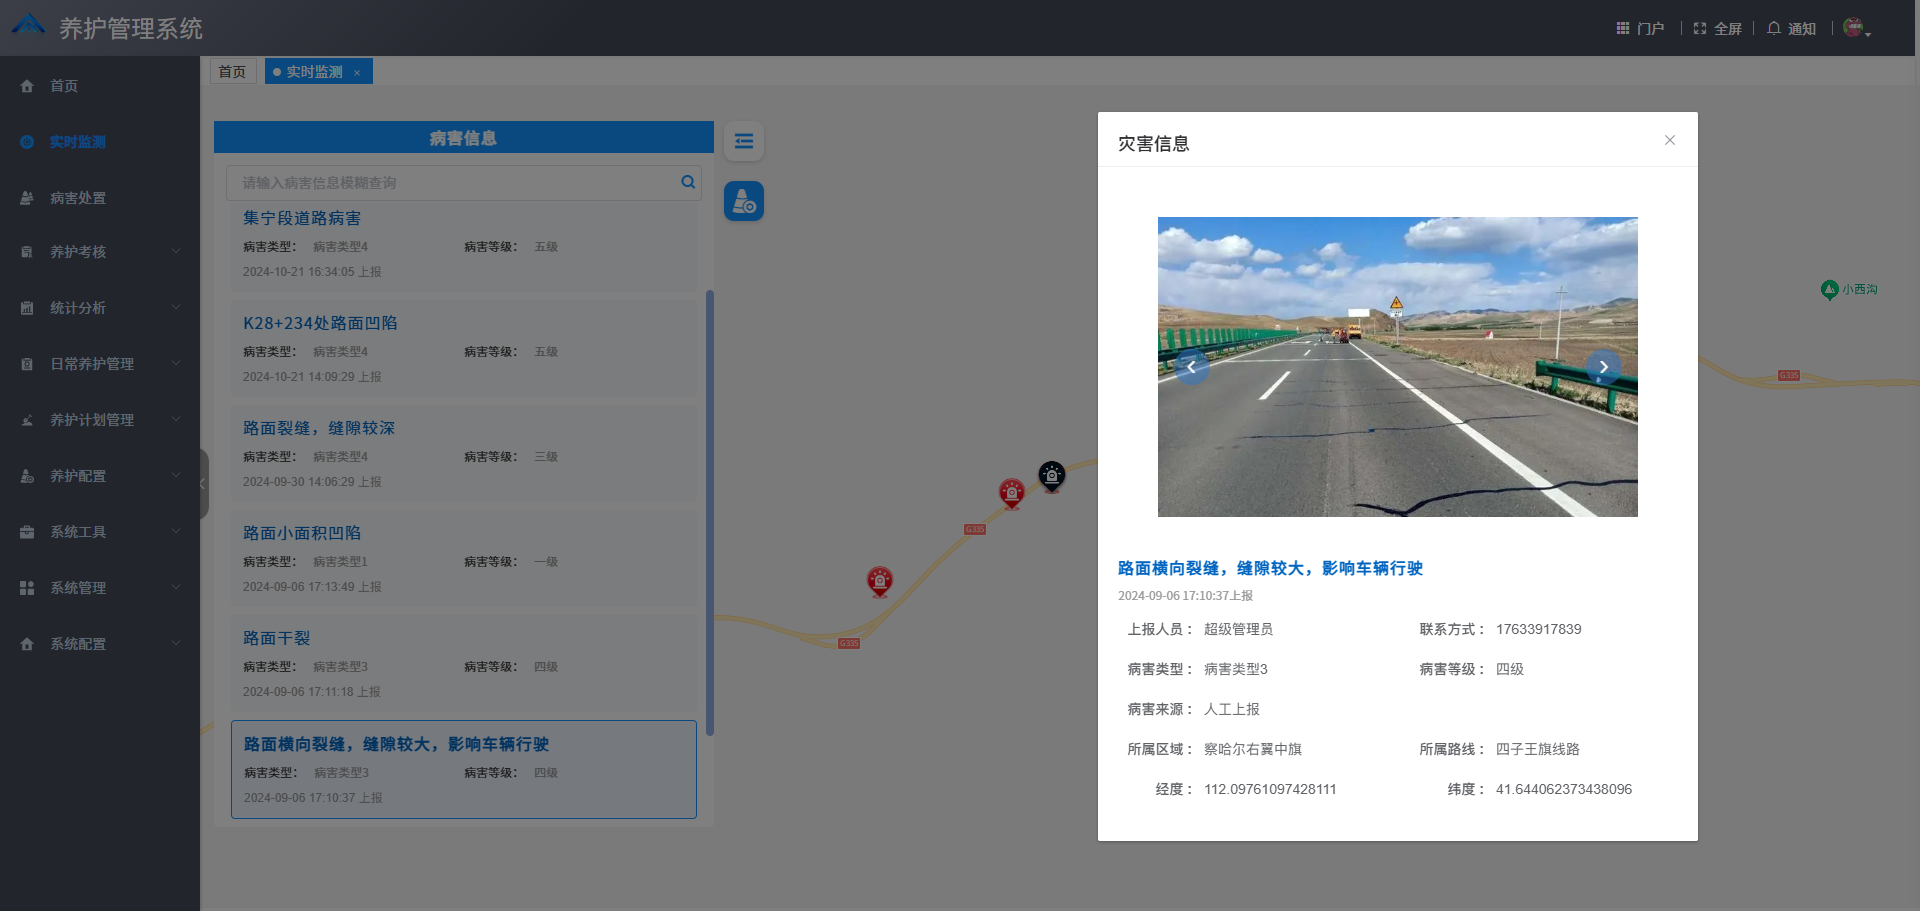 养护管理系统
门户
全屏
通知
首页
实时监测
病害处置
养护考核
统计分析
日常养护管理
养护计划管理
养护配置
系统工具
系统管理
系统配置
首页
实时监测 ×
病害信息
请输入病害信息模糊查询
集宁段道路病害
病害类型： 病害类型4 病害等级： 五级
2024-10-21 16:34:05 上报
K28+234处路面凹陷
病害类型： 病害类型4 病害等级： 五级
2024-10-21 14:09:29 上报
路面裂缝，缝隙较深
病害类型： 病害类型4 病害等级： 三级
2024-09-30 14:06:29 上报
路面小面积凹陷
病害类型： 病害类型1 病害等级： 一级
2024-09-06 17:13:49 上报
路面干裂
病害类型： 病害类型3 病害等级： 四级
2024-09-06 17:11:18 上报
路面横向裂缝，缝隙较大，影响车辆行驶
病害类型： 病害类型3 病害等级： 四级
2024-09-06 17:10:37 上报
G335
G335
G335
小西沟
灾害信息
路面横向裂缝，缝隙较大，影响车辆行驶
2024-09-06 17:10:37上报
上报人员： 超级管理员 联系方式： 17633917839
病害类型： 病害类型3 病害等级： 四级
病害来源： 人工上报
所属区域： 察哈尔右翼中旗 所属路线： 四子王旗线路
经度： 112.09761097428111 纬度： 41.644062373438096